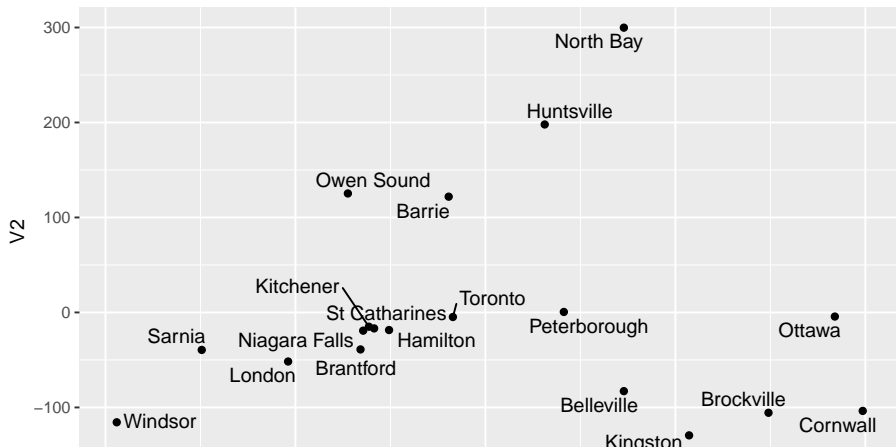 300
North Bay
Huntsville
200
Owen Sound
Barrie
100
V2
Kitchener
Toronto
St Catharines
0
Peterborough
Ottawa
Sarnia
Niagara Falls
Hamilton
London
Brantford
Belleville
Brockville
−100
Windsor
Cornwall
Kingston